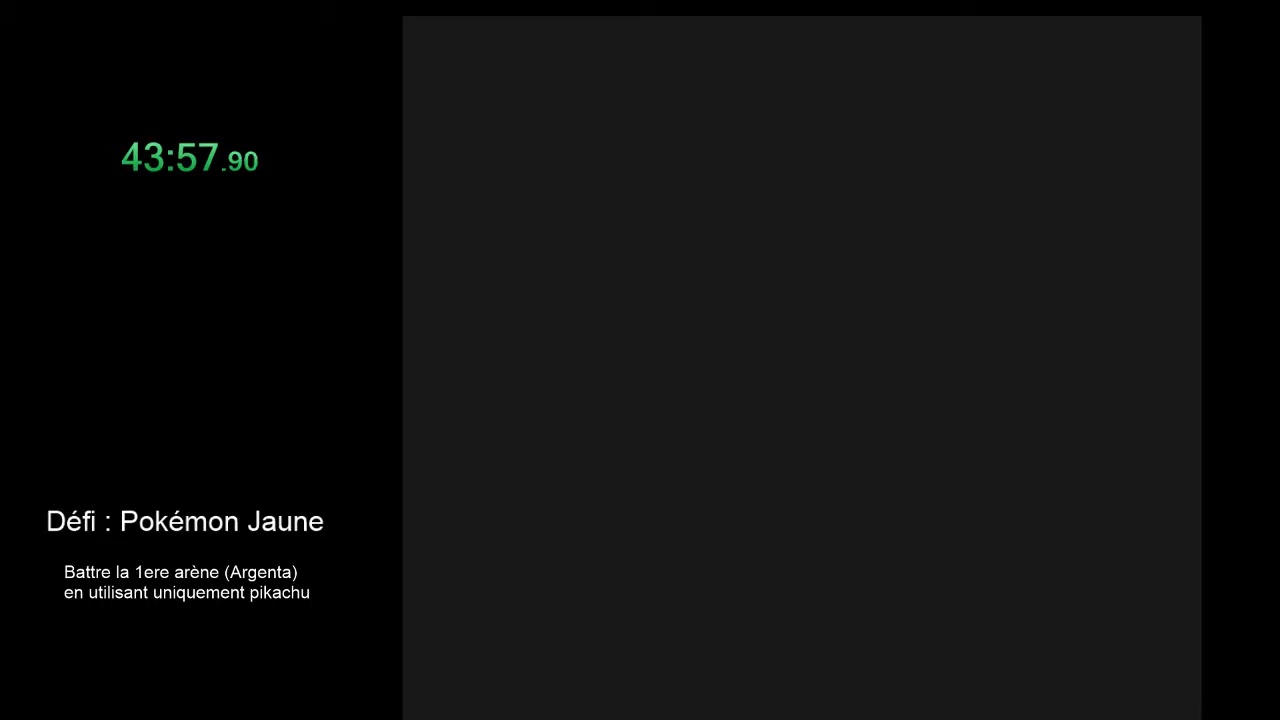 43:57.90
Défi : Pokémon Jaune
Battre la 1ere arène (Argenta)
en utilisant uniquement pikachu